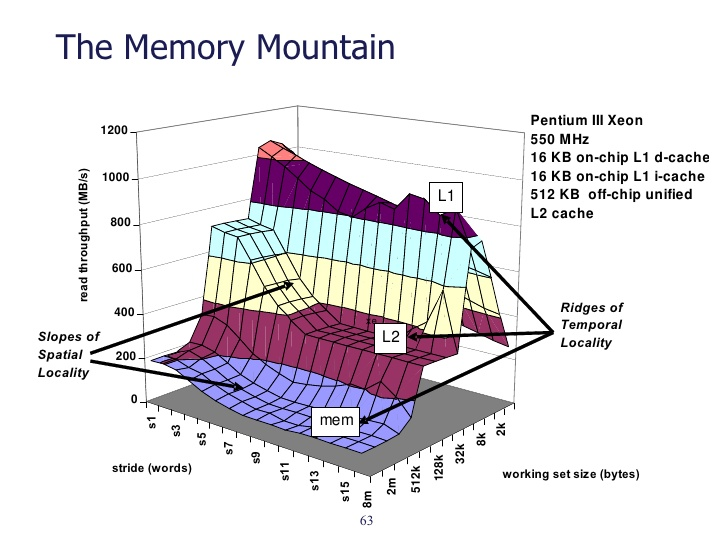 The Memory Mountain
Pentium III Xeon
550 MHz
16 KB on-chip L1 d-cache
16 KB on-chip L1 i-cache
512 KB  off-chip unified
L2 cache
1200
1000
800
600
400
200
0
read throughput (MB/s)
L1
L2
mem
Ridges of
Temporal
Locality
Slopes of
Spatial
Locality
s1
s3
s5
s7
s9
s11
s13
s15
stride (words)
8m
2m
512k
128k
32k
8k
2k
working set size (bytes)
63